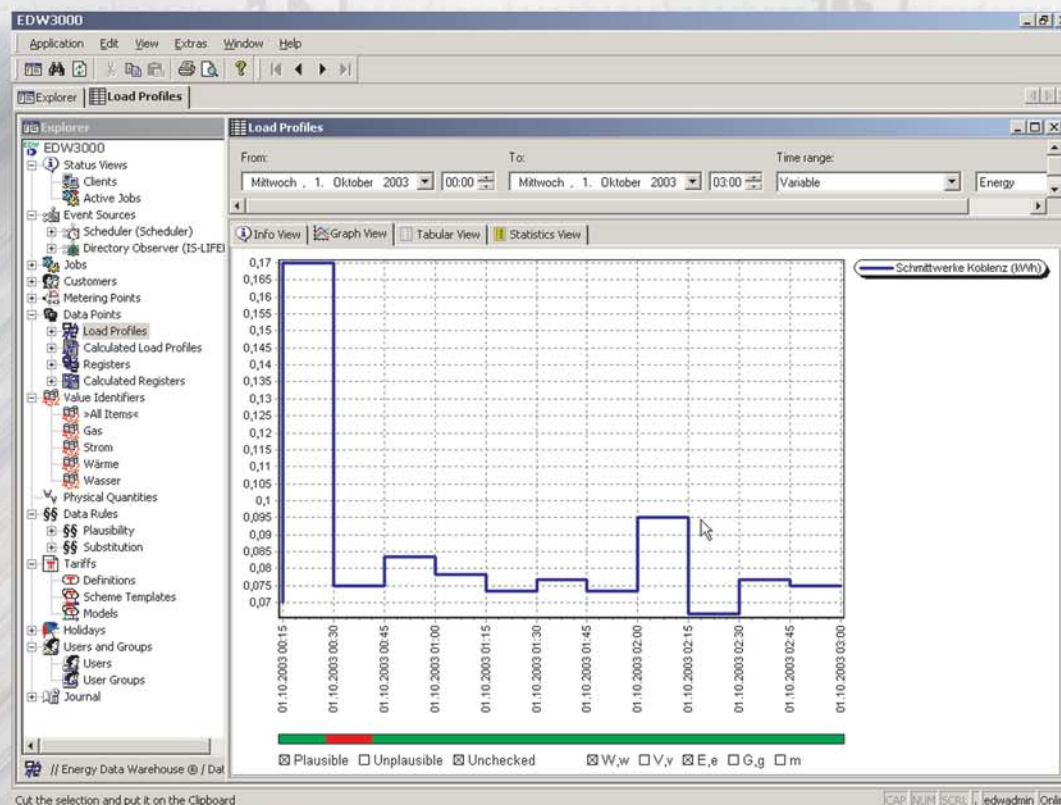 EDW3000
Application Edit View Extras Window Help
Explorer Load Profiles
Explorer
EDW3000
Status Views
Clients
Active Jobs
Event Sources
Scheduler (Scheduler)
Directory Observer (IS-LIFE
Jobs
Customers
Metering Points
Data Points
Load Profiles
Calculated Load Profiles
Registers
Calculated Registers
Value Identifiers
»All Items«
Gas
Strom
Wärme
Wasser
Physical Quantities
§§ Data Rules
§§ Plausibility
§§ Substitution
Tariffs
Definitions
Scheme Templates
Models
Holidays
Users and Groups
Users
User Groups
Journal
// Energy Data Warehouse ® / Dat
Load Profiles
From: To: Time range:
Mittwoch , 1. Oktober 2003 00:00 Mittwoch , 1. Oktober 2003 03:00 Variable Energy
Info View Graph View Tabular View Statistics View
0,17
0,165
0,16
0,155
0,15
0,145
0,14
0,135
0,13
0,125
0,12
0,115
0,11
0,105
0,1
0,095
0,09
0,085
0,08
0,075
0,07
Schmittwerke Koblenz (kWh)
01.10.2003 00:15
01.10.2003 00:30
01.10.2003 00:45
01.10.2003 01:00
01.10.2003 01:15
01.10.2003 01:30
01.10.2003 01:45
01.10.2003 02:00
01.10.2003 02:15
01.10.2003 02:30
01.10.2003 02:45
01.10.2003 03:00
Plausible Unplausible Unchecked W,w V,v E,e G,g m
Cut the selection and put it on the Clipboard
CAP NUM SCRL edwadmin Onli